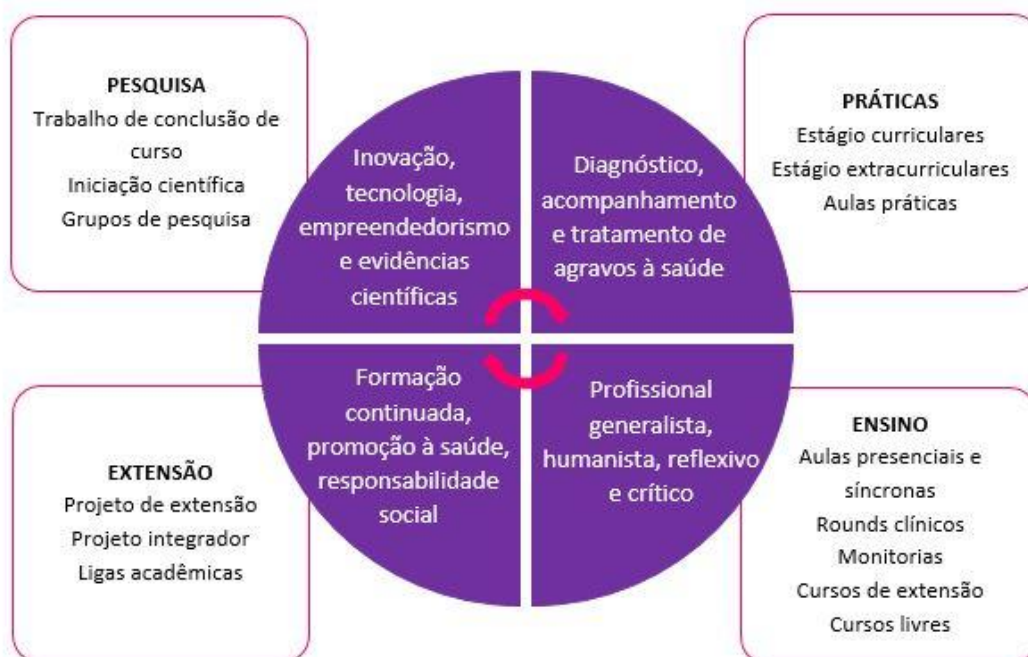 PESQUISA
Trabalho de conclusão de
curso
Iniciação científica
Grupos de pesquisa
Inovação,
tecnologia,
empreendedorismo
e evidências
científicas
Diagnóstico,
acompanhamento
e tratamento de
agravos à saúde
PRÁTICAS
Estágio curriculares
Estágio extracurriculares
Aulas práticas
EXTENSÃO
Projeto de extensão
Projeto integrador
Ligas acadêmicas
Formação
continuada,
promoção à saúde,
responsabilidade
social
Profissional
generalista,
humanista, reflexivo
e crítico
ENSINO
Aulas presenciais e
síncronas
Rounds clínicos
Monitorias
Cursos de extensão
Cursos livres